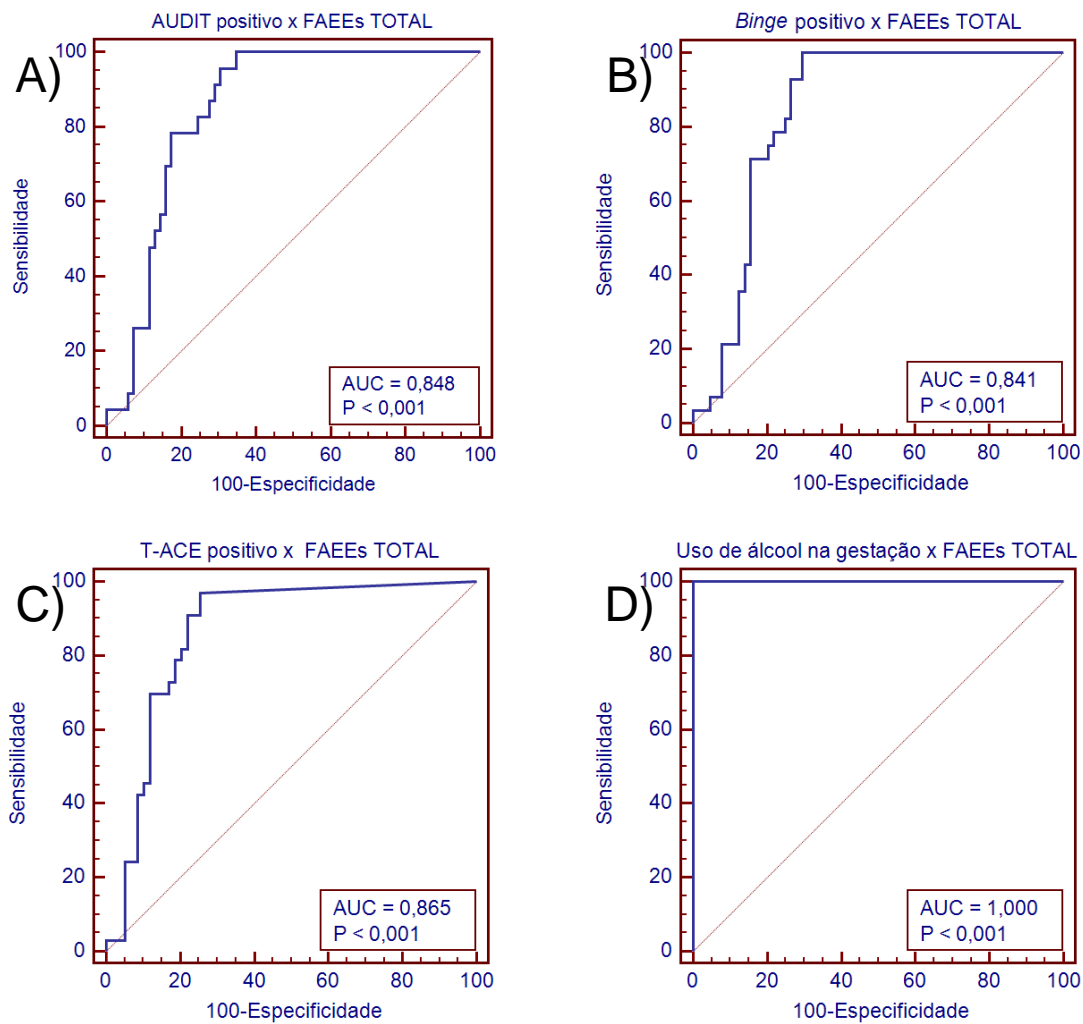 AUDIT positivo x FAEEs TOTAL
A)
100
80
60
40
20
0
Sensibilidade
AUC = 0,848
P < 0,001
0 20 40 60 80 100
100-Especificidade
Binge positivo x FAEEs TOTAL
B)
100
80
60
40
20
0
Sensibilidade
AUC = 0,841
P < 0,001
0 20 40 60 80 100
100-Especificidade
T-ACE positivo x FAEEs TOTAL
C)
100
80
60
40
20
0
Sensibilidade
AUC = 0,865
P < 0,001
0 20 40 60 80 100
100-Especificidade
Uso de álcool na gestação x FAEEs TOTAL
D)
100
80
60
40
20
0
Sensibilidade
AUC = 1,000
P < 0,001
0 20 40 60 80 100
100-Especificidade